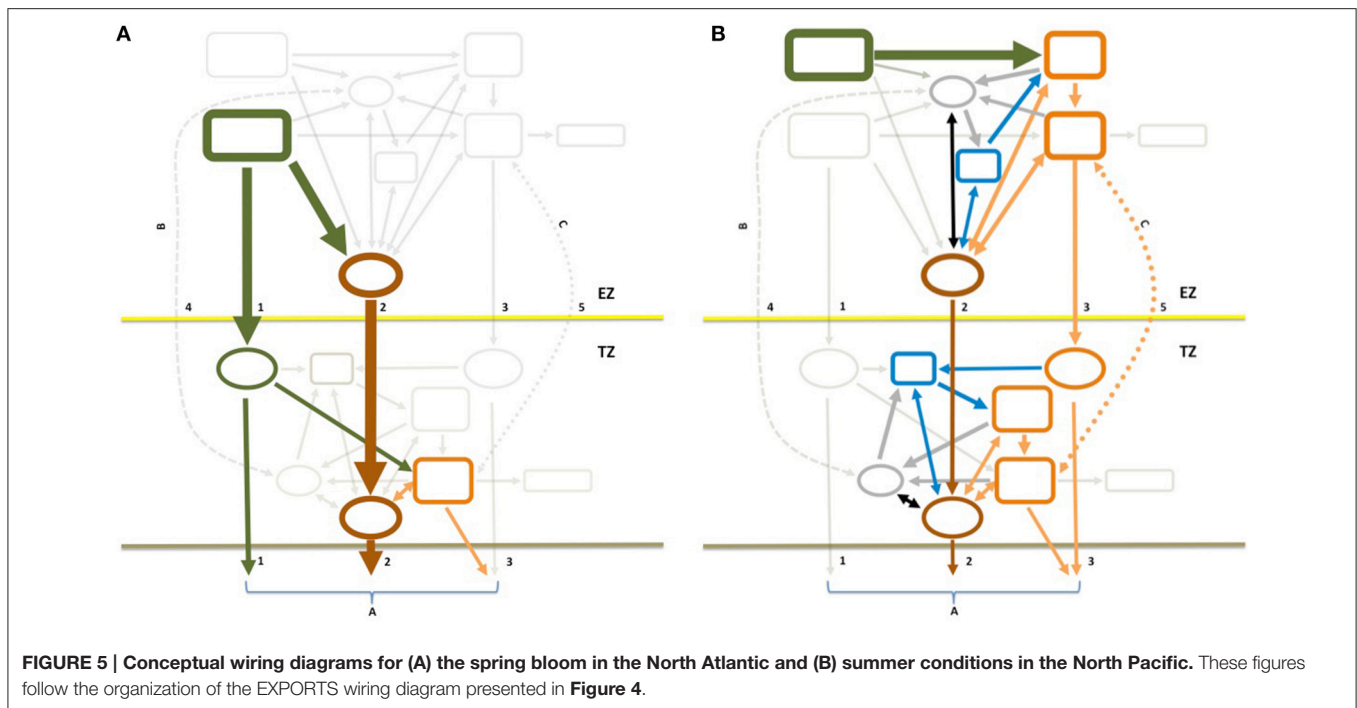 A
B
B
C
EZ
4
1
2
3
5
TZ
1
2
3
A
B
C
EZ
4
1
2
3
5
TZ
1
2
3
A
FIGURE 5 | Conceptual wiring diagrams for (A) the spring bloom in the North Atlantic and (B) summer conditions in the North Pacific. These figures
follow the organization of the EXPORTS wiring diagram presented in Figure 4.